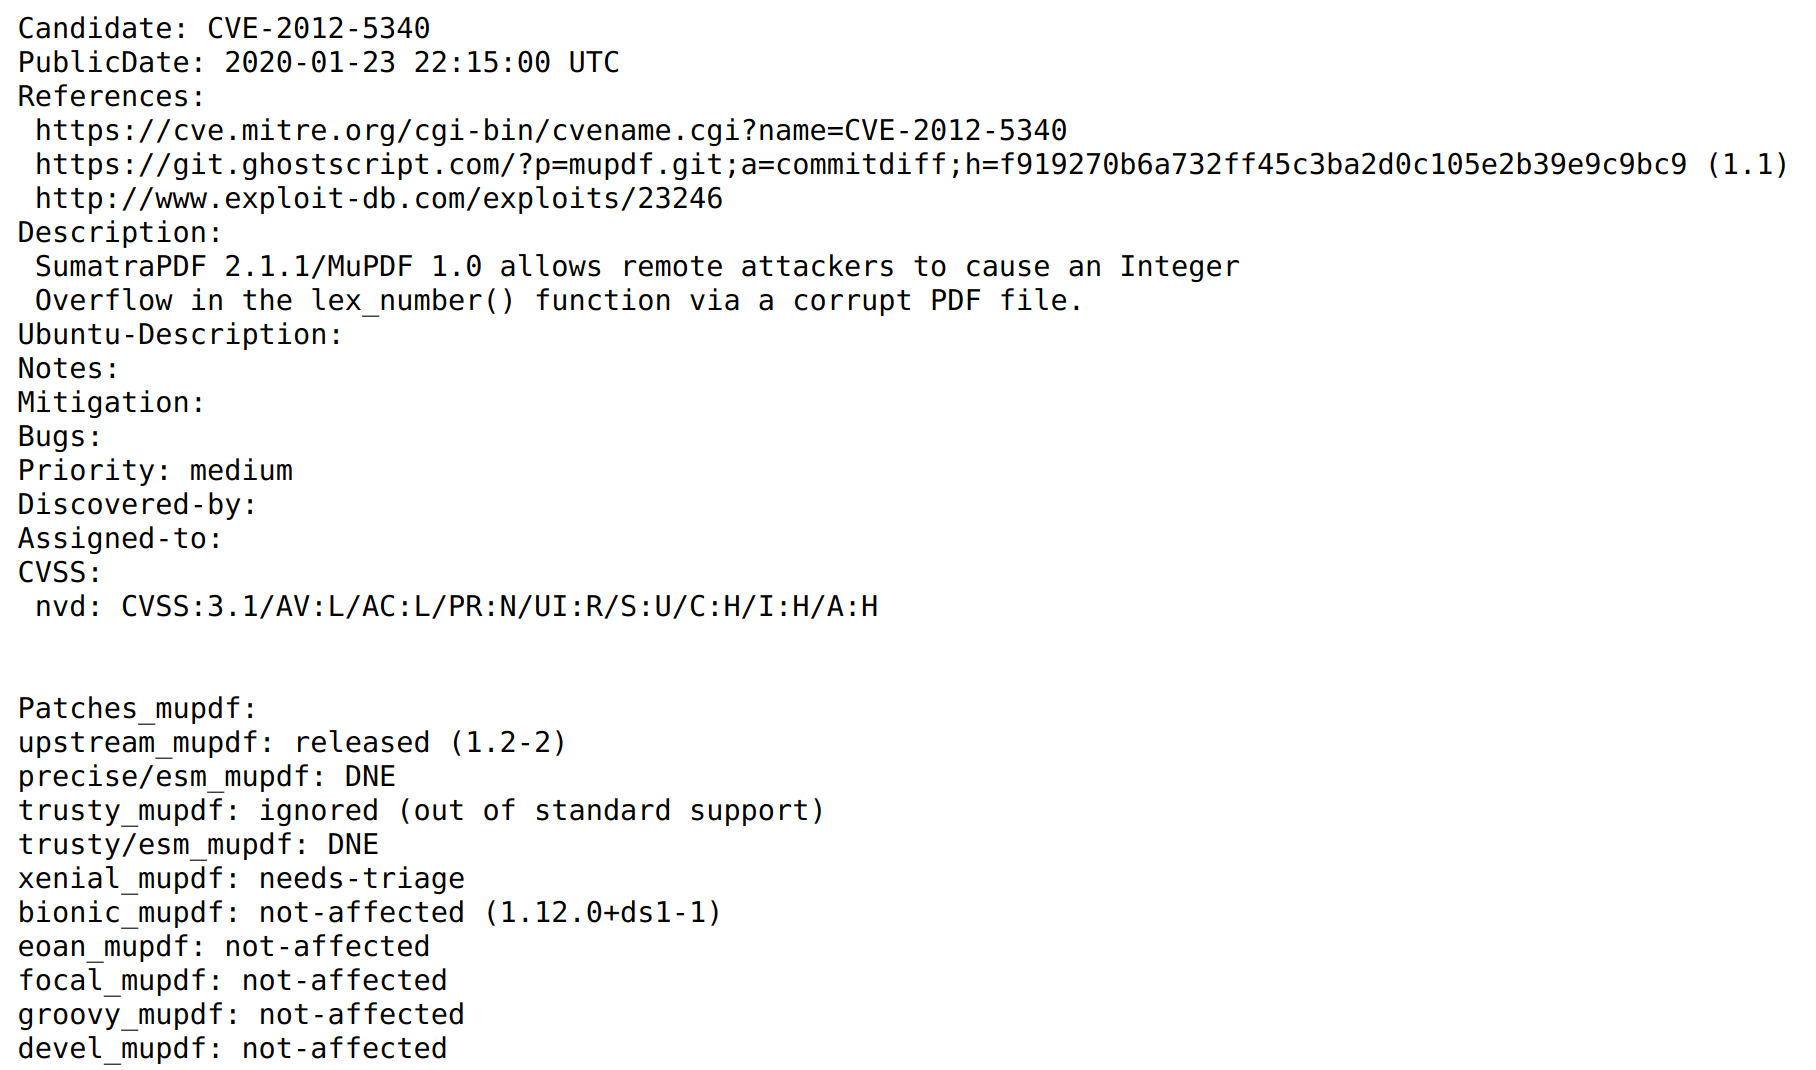 Candidate: CVE-2012-5340
PublicDate: 2020-01-23 22:15:00 UTC
References:
 https://cve.mitre.org/cgi-bin/cvename.cgi?name=CVE-2012-5340
 https://git.ghostscript.com/?p=mupdf.git;a=commitdiff;h=f919270b6a732ff45c3ba2d0c105e2b39e9c9bc9 (1.1)
 http://www.exploit-db.com/exploits/23246
Description:
 SumatraPDF 2.1.1/MuPDF 1.0 allows remote attackers to cause an Integer
 Overflow in the lex_number() function via a corrupt PDF file.
Ubuntu-Description:
Notes:
Mitigation:
Bugs:
Priority: medium
Discovered-by:
Assigned-to:
CVSS:
 nvd: CVSS:3.1/AV:L/AC:L/PR:N/UI:R/S:U/C:H/I:H/A:H
Patches_mupdf:
upstream_mupdf: released (1.2-2)
precise/esm_mupdf: DNE
trusty_mupdf: ignored (out of standard support)
trusty/esm_mupdf: DNE
xenial_mupdf: needs-triage
bionic_mupdf: not-affected (1.12.0+ds1-1)
eoan_mupdf: not-affected
focal_mupdf: not-affected
groovy_mupdf: not-affected
devel_mupdf: not-affected